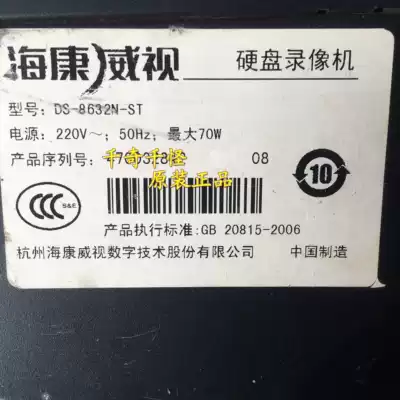 海康威视 硬盘录像机
型号: DS-8632N-ST
电源: 220V～; 50Hz; 最大70W
产品序列号: 08
千奇千怪
原装正品
S&E
10
产品执行标准:GB 20815-2006
杭州海康威视数字技术股份有限公司 中国制造